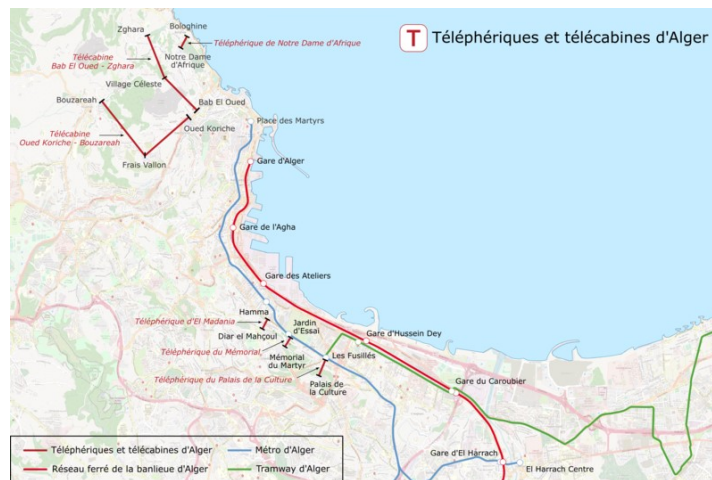 T Téléphériques et télécabines d'Alger
Zghara
Bologhine
Téléphérique de Notre Dame d'Afrique
Télécabine
Bab El Oued - Zghara
Notre Dame
d'Afrique
Village Céleste
Bouzareah
Bab El Oued
Oued Koriche
Place des Martyrs
Télécabine
Oued Koriche - Bouzareah
Frais Vallon
Gare d'Alger
Gare de l'Agha
Gare des Ateliers
Hamma
Téléphérique d'El Madania
Jardin
d'Essai
Diar el Mahçoul
Gare d'Hussein Dey
Téléphérique du Mémorial
Mémorial
du Martyr
Les Fusillés
Téléphérique du Palais de la Culture
Palais de
la Culture
Gare du Caroubier
Gare d'El Harrach
El Harrach Centre
Téléphériques et télécabines d'Alger
Métro d'Alger
Réseau ferré de la banlieue d'Alger
Tramway d'Alger